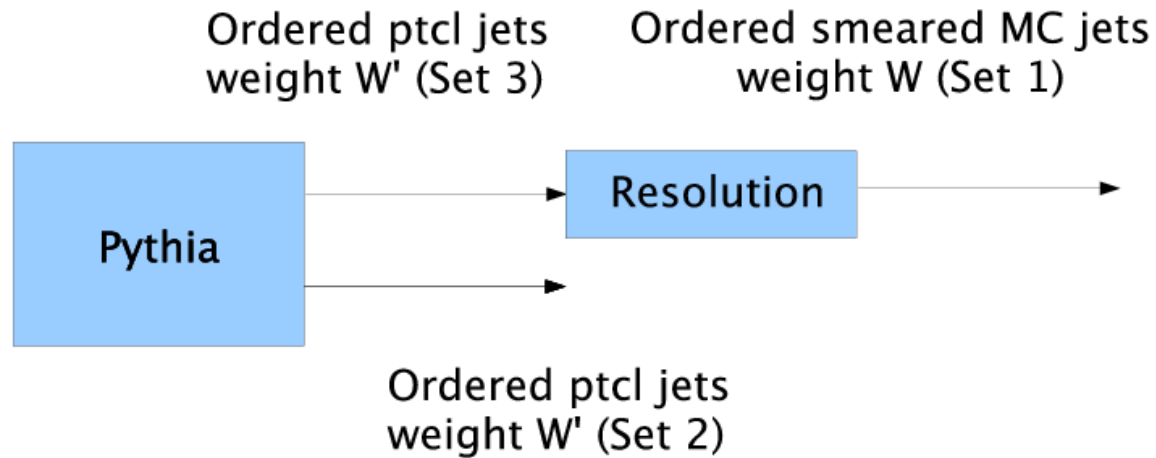 Ordered ptcl jets
weight W' (Set 3)
Ordered smeared MC jets
weight W (Set 1)
Pythia
Resolution
Ordered ptcl jets
weight W' (Set 2)